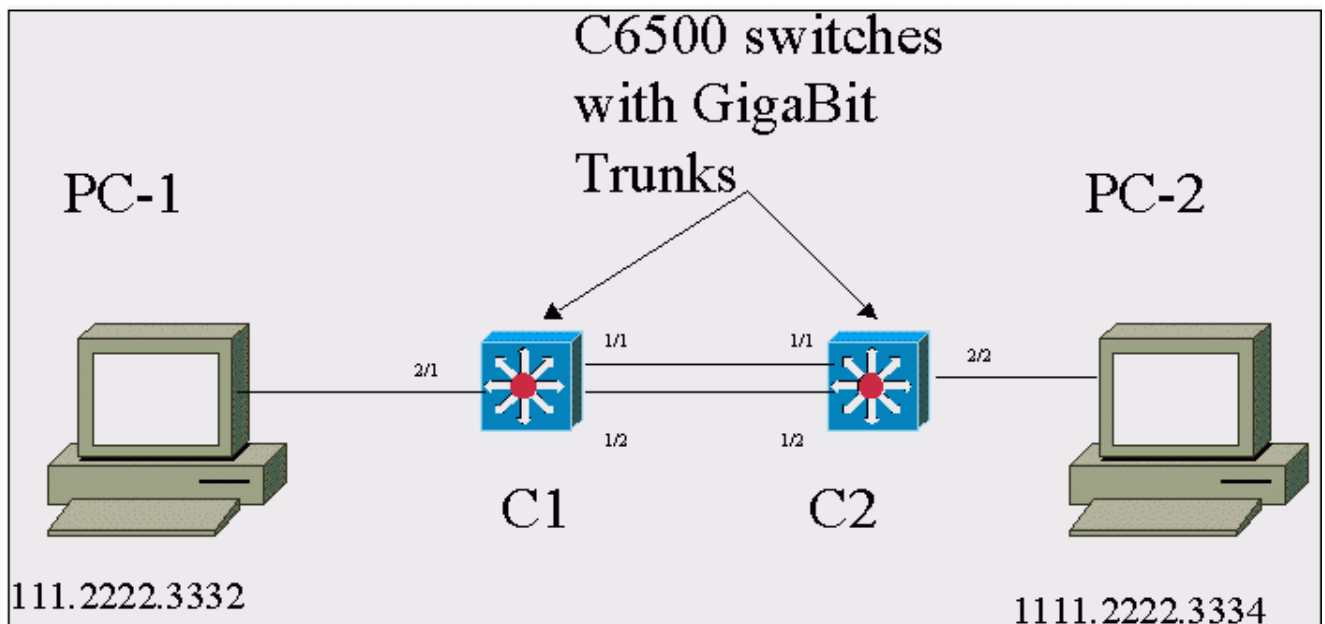 C6500 switches
with GigaBit
Trunks
PC-1
PC-2
2/1
1/1
1/1
2/2
1/2
1/2
C1
C2
111.2222.3332
1111.2222.3334